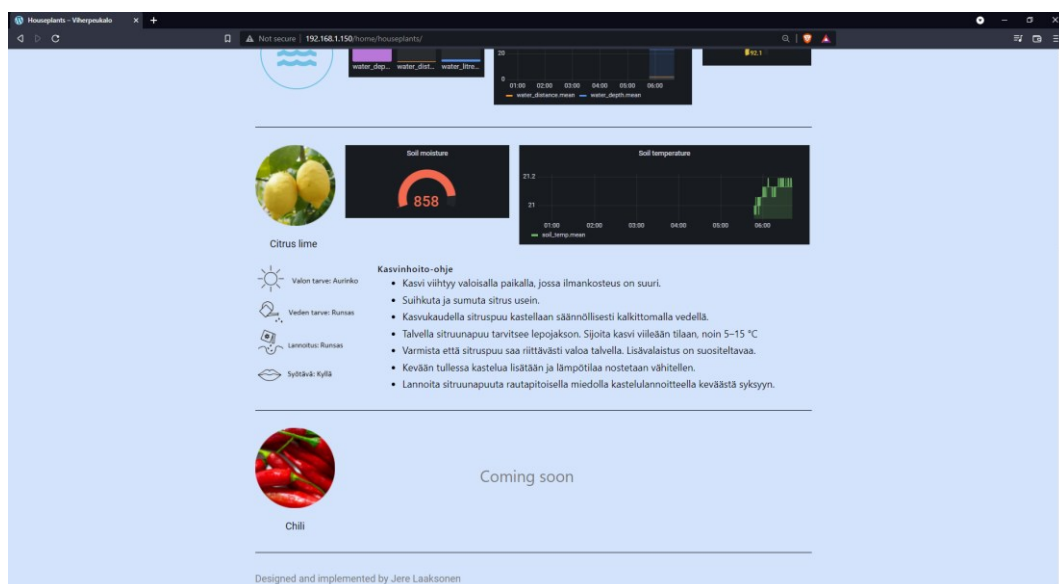 Houseplants – Viherpeukalo
Not secure 192.168.1.150/home/houseplants/
water_dep... water_dist... water_litre...
20
0
01:00 02:00 03:00 04:00 05:00 06:00
water_distance.mean water_depth.mean
92.1
Soil moisture
858
Soil temperature
21.2
21
01:00 02:00 03:00 04:00 05:00 06:00
soil_temp.mean
Citrus lime
Valon tarve: Aurinko
Veden tarve: Runsas
Lannoitus: Runsas
Syötävä: Kyllä
Kasvinhoito-ohje
• Kasvi viihtyy valoisalla paikalla, jossa ilmankosteus on suuri.
• Suihkuta ja sumuta sitrus usein.
• Kasvukaudella sitruspuu kastellaan säännöllisesti kalkittomalla vedellä.
• Talvella sitruunapuu tarvitsee lepojakson. Sijoita kasvi viileään tilaan, noin 5–15 °C
• Varmista että sitruspuu saa riittävästi valoa talvella. Lisävalaistus on suositeltavaa.
• Kevään tullessa kastelua lisätään ja lämpötilaa nostetaan vähitellen.
• Lannoita sitruunapuuta rautapitoisella miedolla kastelulannoitteella keväästä syksyyn.
Coming soon
Chili
Designed and implemented by Jere Laaksonen